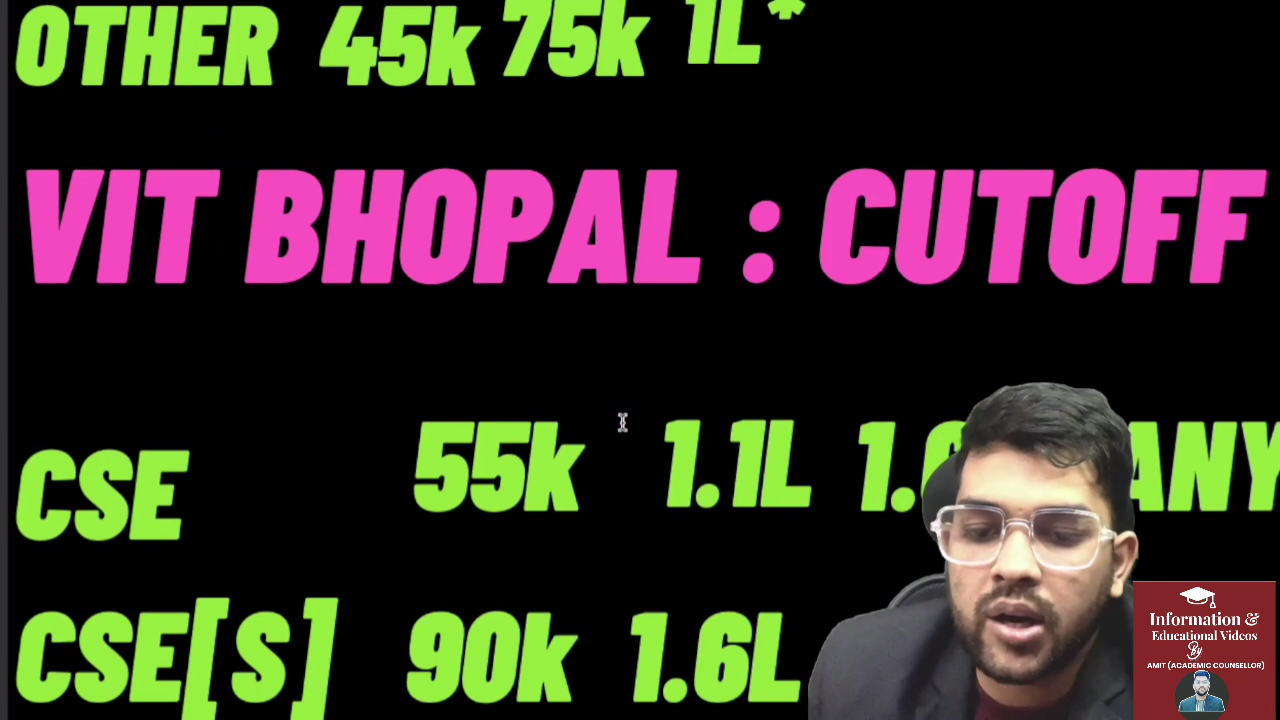 OTHER 45k 75k 1L*
VIT BHOPAL : CUTOFF
CSE 55k 1.1L ANY
CSE[S] 90k 1.6L
Information &
Educational Videos
By
AMIT (ACADEMIC COUNSELLOR)